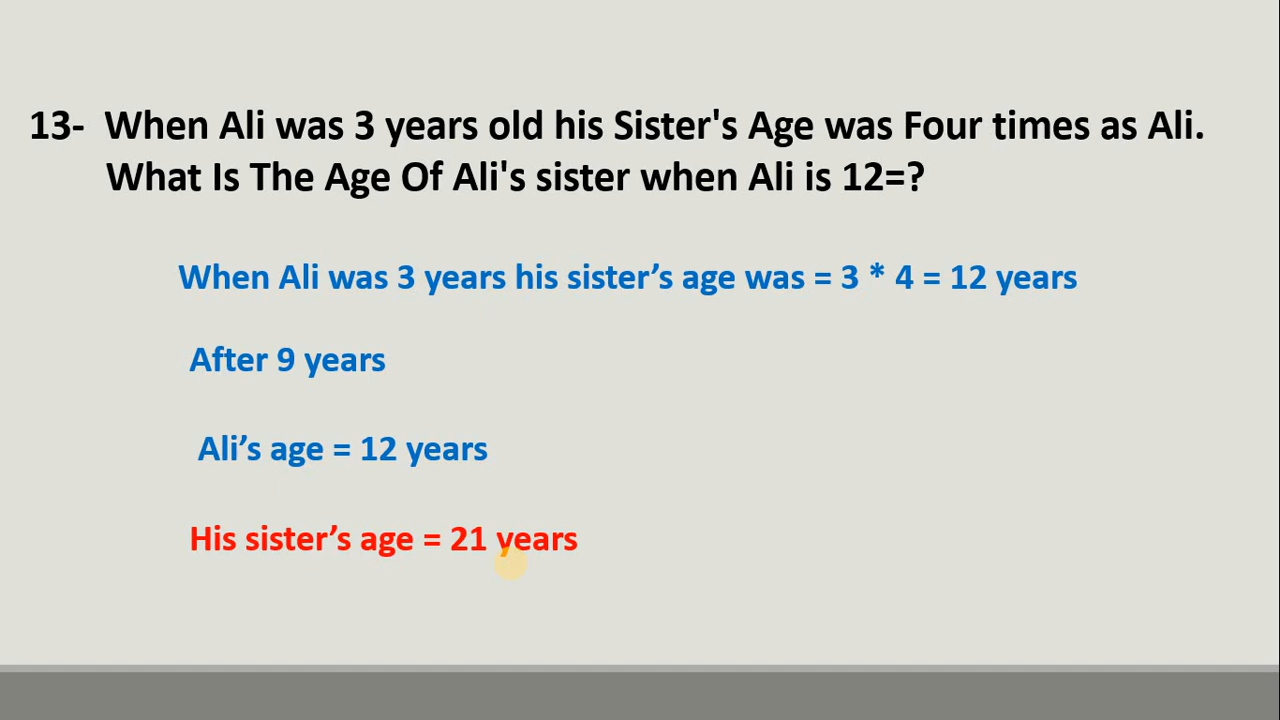 13- When Ali was 3 years old his Sister's Age was Four times as Ali.
What Is The Age Of Ali's sister when Ali is 12=?
When Ali was 3 years his sister’s age was = 3 * 4 = 12 years
After 9 years
Ali’s age = 12 years
His sister’s age = 21 years